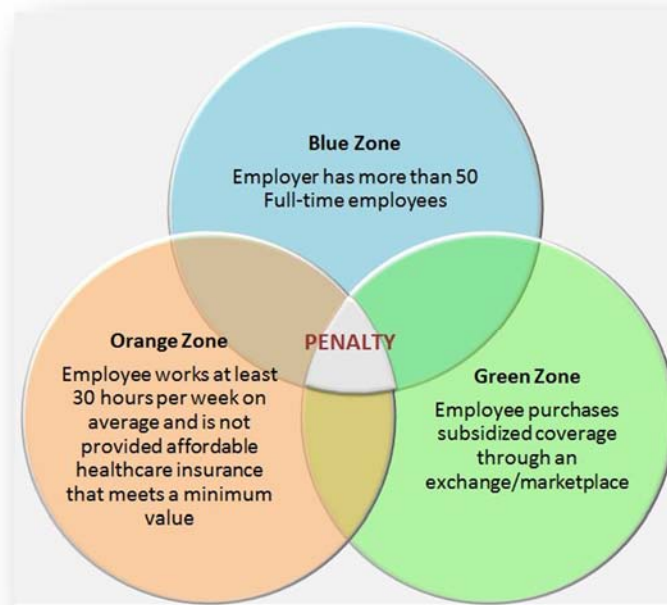 Blue Zone
Employer has more than 50
Full-time employees
PENALTY
Orange Zone
Employee works at least
30 hours per week on
average and is not
provided affordable
healthcare insurance
that meets a minimum
value
Green Zone
Employee purchases
subsidized coverage
through an
exchange/marketplace